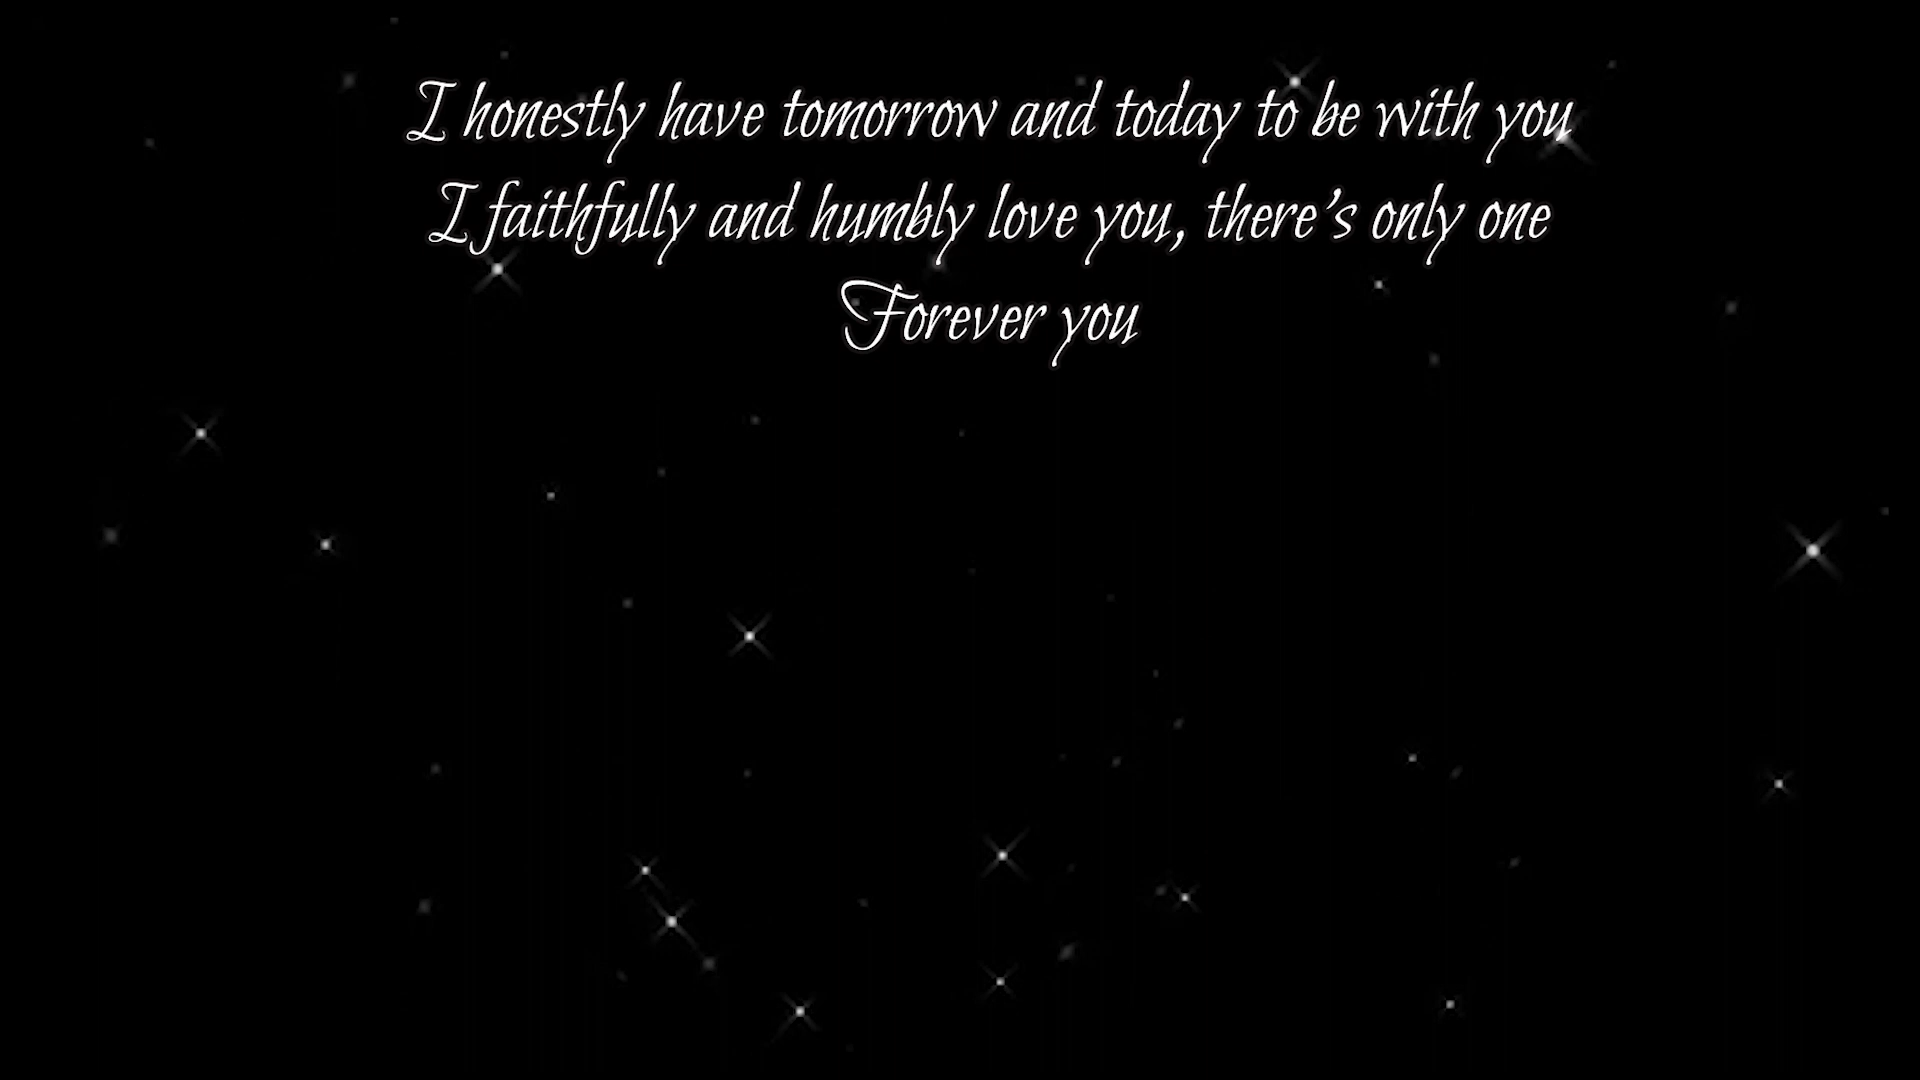 I honestly have tomorrow and today to be with you
I faithfully and humbly love you, there's only one
Forever you